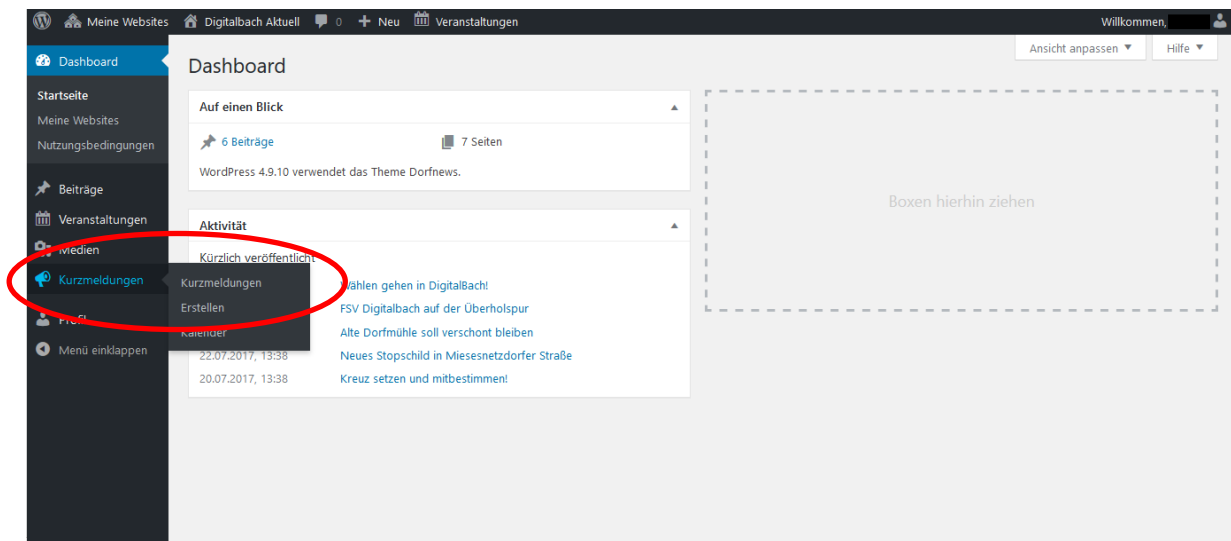 Meine Websites Digitalbach Aktuell 0 + Neu Veranstaltungen Willkommen,
Ansicht anpassen ▼ Hilfe ▼
Dashboard
Startseite
Meine Websites
Nutzungsbedingungen
Beiträge
Veranstaltungen
Medien
Kurzmeldungen
Kurzmeldungen
Erstellen
Kalender
Profil
Menü einklappen
Dashboard
Auf einen Blick
6 Beiträge 7 Seiten
WordPress 4.9.10 verwendet das Theme Dorfnews.
Aktivität
Kürzlich veröffentlicht
Wählen gehen in DigitalBach!
FSV Digitalbach auf der Überholspur
Alte Dorfmühle soll verschont bleiben
22.07.2017, 13:38 Neues Stopschild in Miesesnetzdorfer Straße
20.07.2017, 13:38 Kreuz setzen und mitbestimmen!
Boxen hierhin ziehen